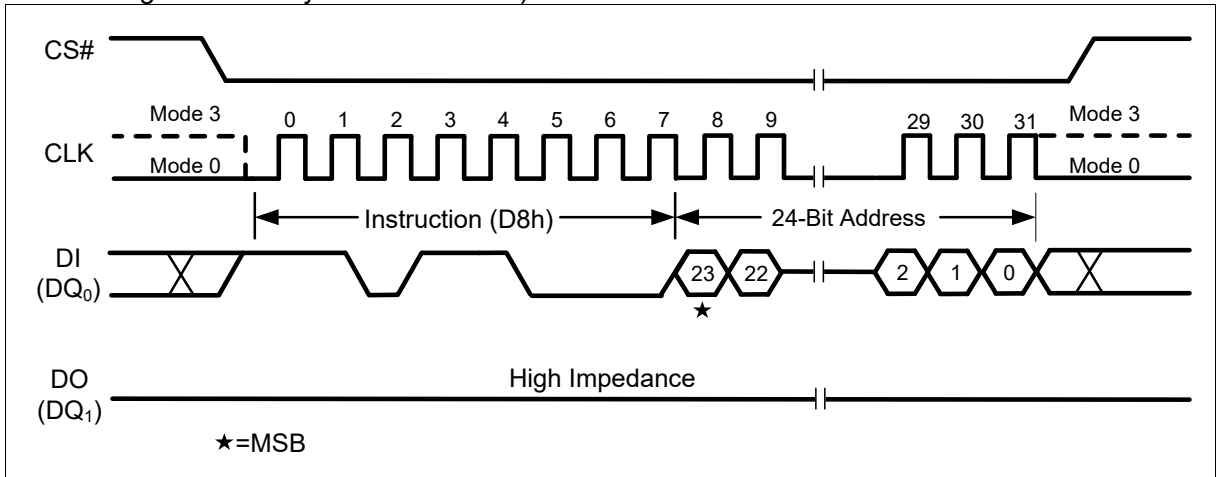 CS#
Mode 3
0 1 2 3 4 5 6 7 8 9 29 30 31
Mode 3
CLK
Mode 0
Mode 0
Instruction (D8h)
24-Bit Address
DI
(DQ₀)
23 22 2 1 0
★
High Impedance
DO
(DQ₁)
★=MSB